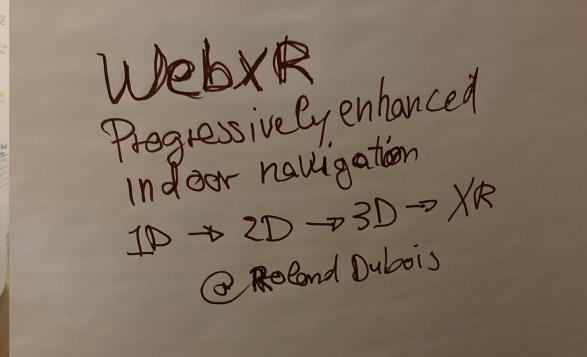 WebXR
Progressively enhanced
indoor navigation
1D → 2D → 3D → XR
@Roland Dubois